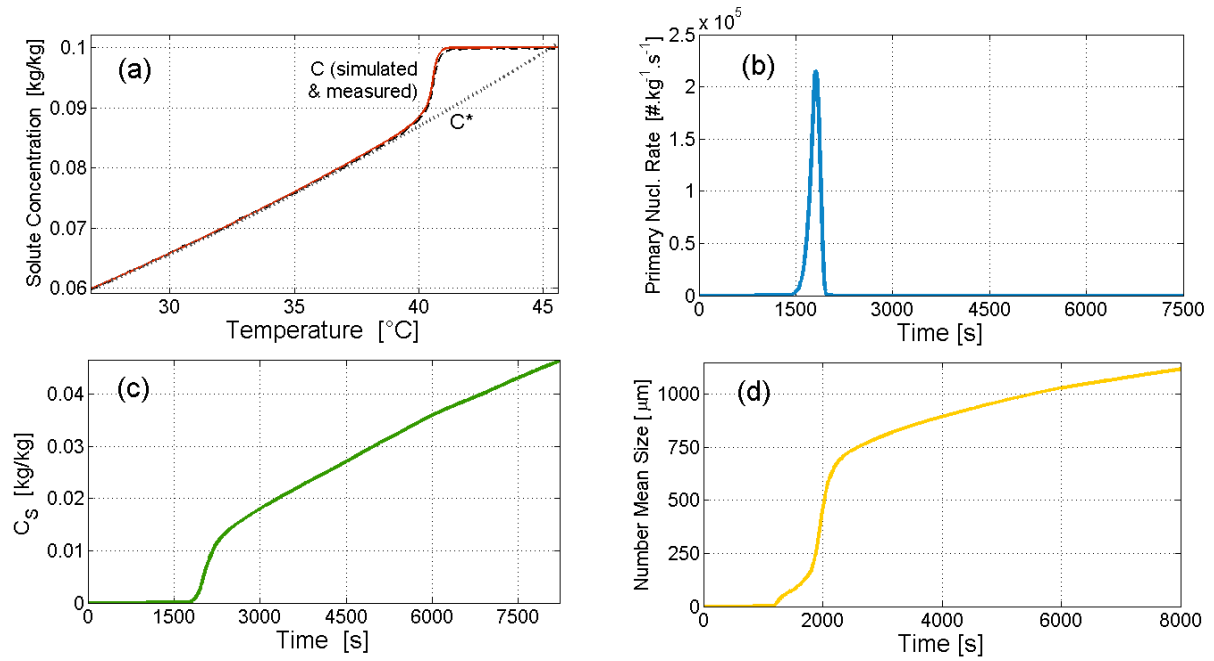 (a)
C (simulated
& measured)
C*
0.1
0.09
0.08
0.07
0.06
30
35
40
45
Solute Concentration [kg/kg]
Temperature [°C]
x 10⁵
(b)
2.5
2
1.5
1
0.5
0
0
1500
3000
4500
6000
7500
Primary Nucl. Rate [#.kg⁻¹.s⁻¹]
Time [s]
(c)
0.04
0.03
0.02
0.01
0
0
1500
3000
4500
6000
7500
C_S [kg/kg]
Time [s]
(d)
1000
750
500
250
0
0
2000
4000
6000
8000
Number Mean Size [µm]
Time [s]